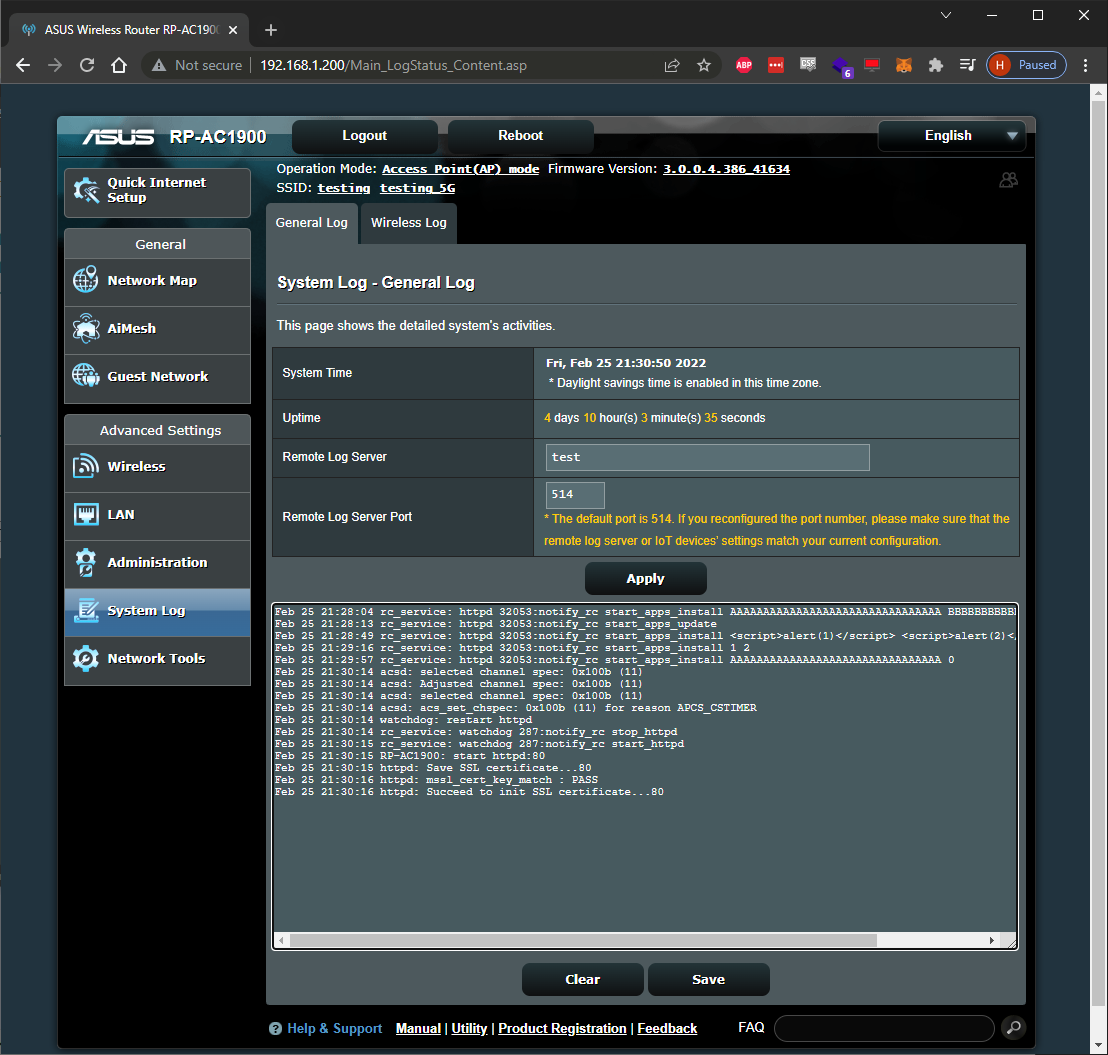 ASUS Wireless Router RP-AC1900
Not secure 192.168.1.200/Main_LogStatus_Content.asp
ABP
GSF
6
H Paused
ASUS RP-AC1900 Logout Reboot English
Operation Mode: Access Point(AP) mode Firmware Version: 3.0.0.4.386_41634
SSID: testing testing_5G
Quick Internet
Setup
General
Network Map
AiMesh
Guest Network
Advanced Settings
Wireless
LAN
Administration
System Log
Network Tools
General Log Wireless Log
System Log - General Log
This page shows the detailed system's activities.
System Time Fri, Feb 25 21:30:50 2022
* Daylight savings time is enabled in this time zone.
Uptime 4 days 10 hour(s) 3 minute(s) 35 seconds
Remote Log Server test
Remote Log Server Port 514
* The default port is 514. If you reconfigured the port number, please make sure that the
remote log server or IoT devices' settings match your current configuration.
Apply
Feb 25 21:28:04 rc_service: httpd 32053:notify_rc start_apps_install AAAAAAAAAAAAAAAAAAAAAAAAAAAAAAAA BBBBBBBBBBB
Feb 25 21:28:13 rc_service: httpd 32053:notify_rc start_apps_update
Feb 25 21:28:49 rc_service: httpd 32053:notify_rc start_apps_install <script>alert(1)</script> <script>alert(2)</
Feb 25 21:29:16 rc_service: httpd 32053:notify_rc start_apps_install 1 2
Feb 25 21:29:57 rc_service: httpd 32053:notify_rc start_apps_install AAAAAAAAAAAAAAAAAAAAAAAAAAAAAAAA 0
Feb 25 21:30:14 acsd: selected channel spec: 0x100b (11)
Feb 25 21:30:14 acsd: Adjusted channel spec: 0x100b (11)
Feb 25 21:30:14 acsd: selected channel spec: 0x100b (11)
Feb 25 21:30:14 acsd: acs_set_chspec: 0x100b (11) for reason APCS_CSTIMER
Feb 25 21:30:14 watchdog: restart httpd
Feb 25 21:30:14 rc_service: watchdog 287:notify_rc stop_httpd
Feb 25 21:30:15 rc_service: watchdog 287:notify_rc start_httpd
Feb 25 21:30:15 RP-AC1900: start httpd:80
Feb 25 21:30:15 httpd: Save SSL certificate...80
Feb 25 21:30:16 httpd: mssl_cert_key_match : PASS
Feb 25 21:30:16 httpd: Succeed to init SSL certificate...80
Clear Save
Help & Support Manual | Utility | Product Registration | Feedback FAQ